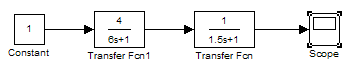 1
4
6s+1
1
1.5s+1
Constant
Transfer Fcn1
Transfer Fcn
Scope